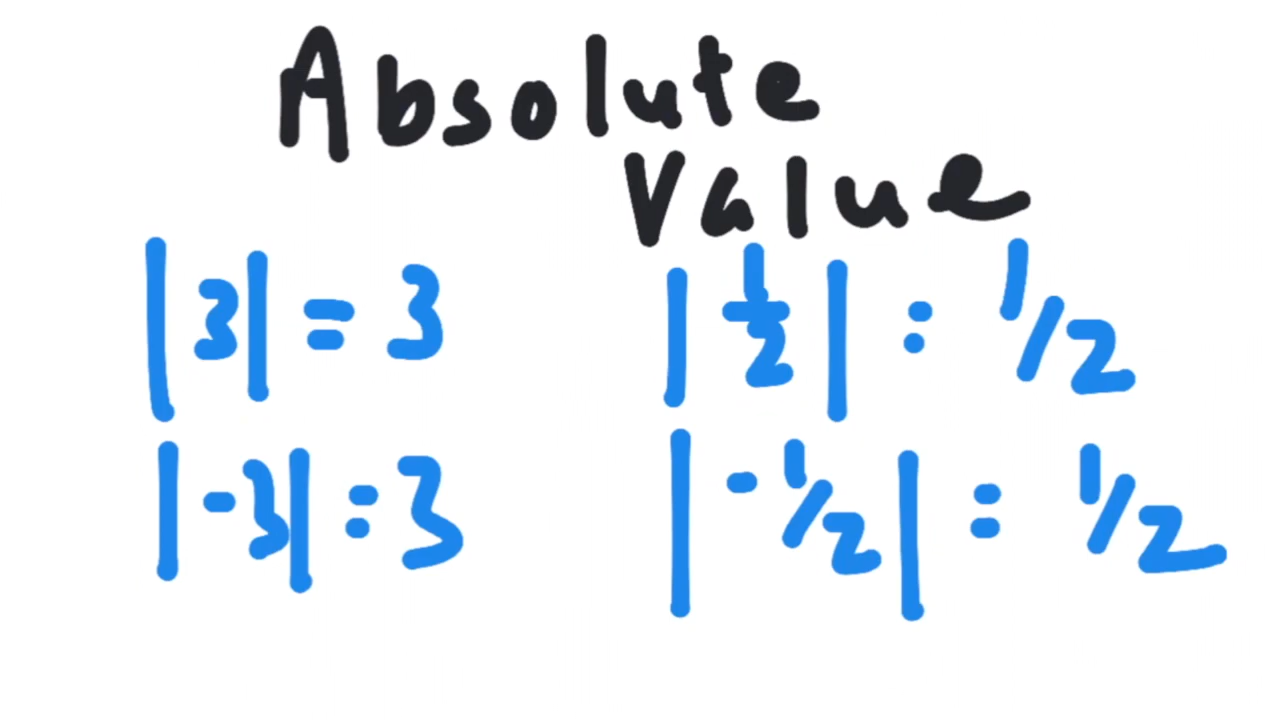 Absolute
Value
|3| = 3
|½| = 1/2
|-3| = 3
|-1/2| = 1/2